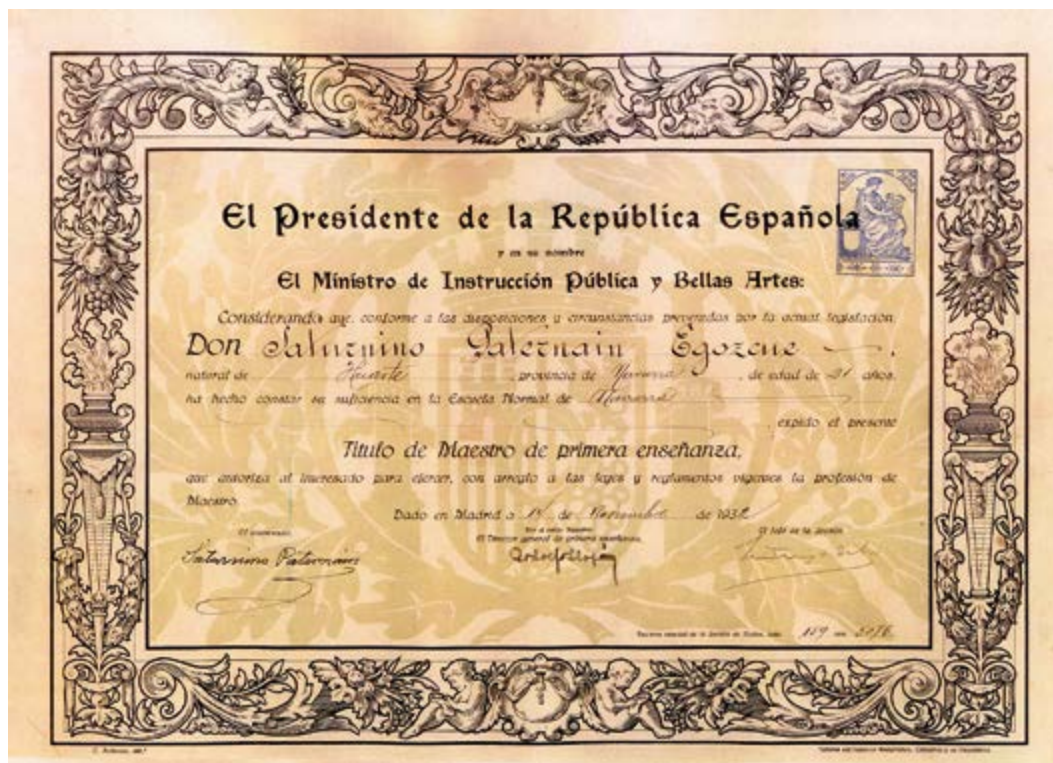 El Presidente de la República Española
y en su nombre
El Ministro de Instrucción Pública y Bellas Artes:
Considerando que, conforme a las disposiciones y circunstancias prevenidas por la actual legislación,
Don Saturnino Paternain Egozcue
natural de Huarte, provincia de Navarra, de edad de 21 años,
ha hecho constar su suficiencia en la Escuela Normal de Navarra
expido el presente
Título de Maestro de primera enseñanza,
que autoriza al interesado para ejercer, con arreglo a las leyes y reglamentos vigentes la profesión de
Maestro.
Dado en Madrid a de Noviembre de 1932
El interesado,
El Director general de primera enseñanza,
El Jefe de la Sección
Saturnino Paternain